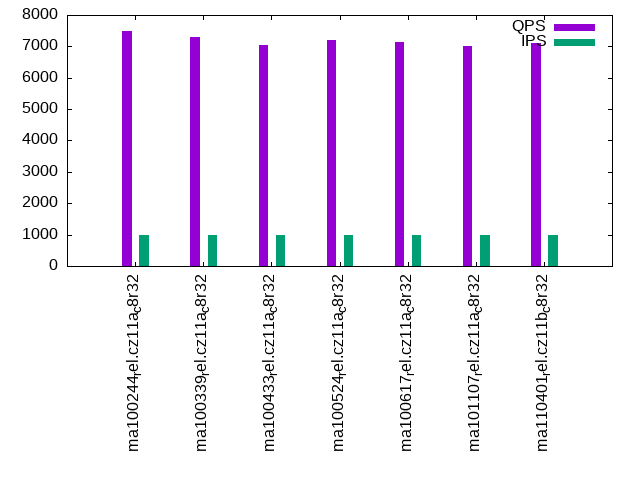 8000
7000
6000
5000
4000
3000
2000
1000
0
QPS
IPS
ma100244rel.cz11ac8r32
ma100339rel.cz11ac8r32
ma100433rel.cz11ac8r32
ma100524rel.cz11ac8r32
ma100617rel.cz11ac8r32
ma101107rel.cz11ac8r32
ma110401rel.cz11bc8r32